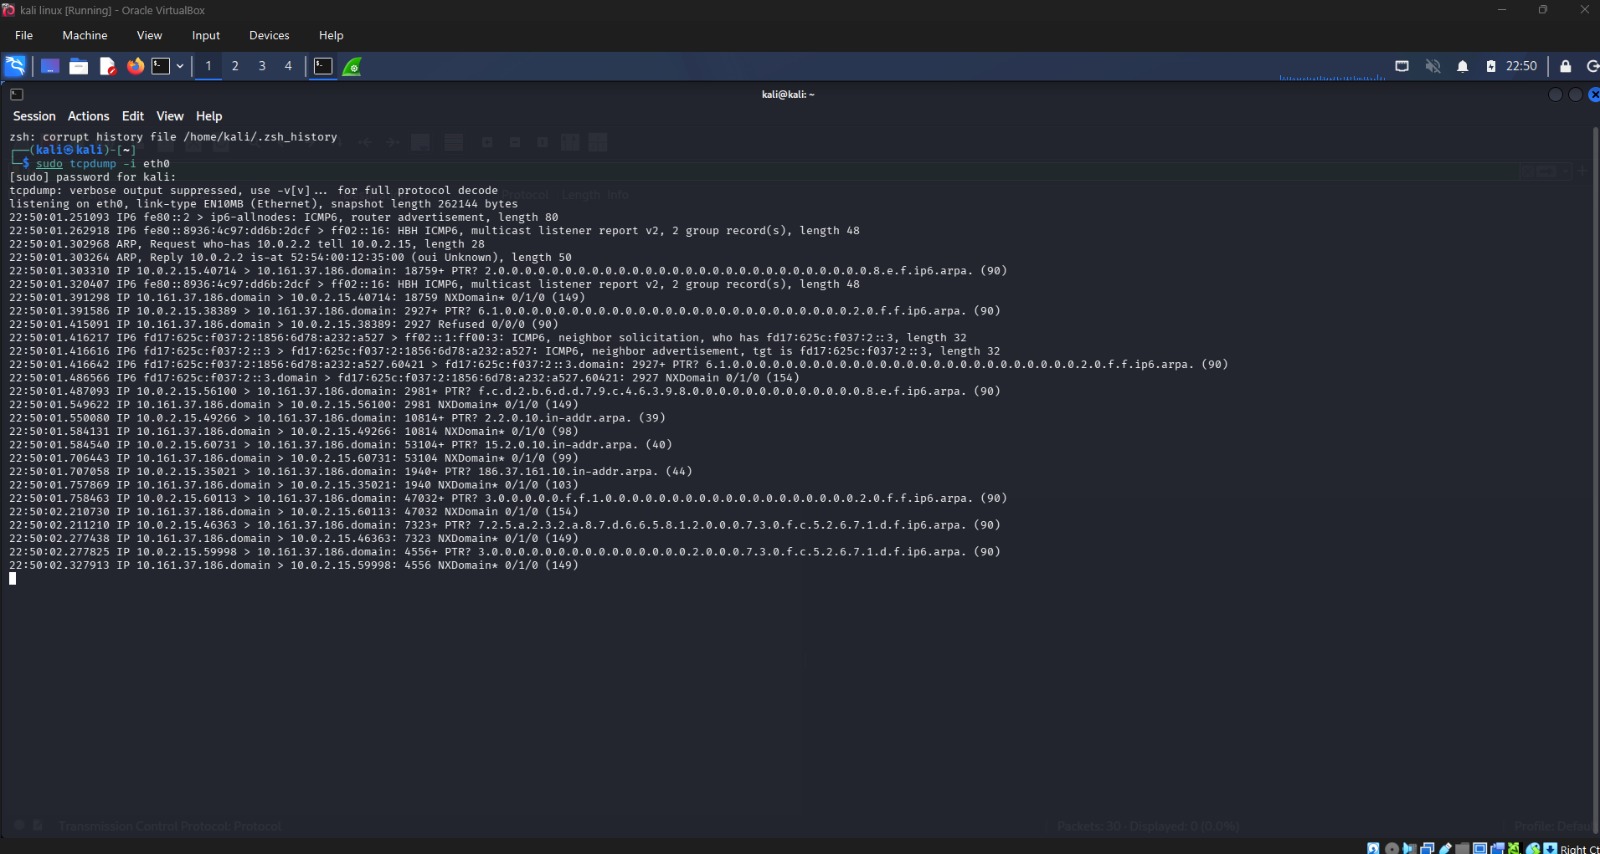 kali linux [Running] - Oracle VirtualBox
File Machine View Input Devices Help
1 2 3 4 22:50
kali@kali: ~
Session Actions Edit View Help
zsh: corrupt history file /home/kali/.zsh_history
┌──(kali㉿kali)-[~]
└─$ sudo tcpdump -i eth0
[sudo] password for kali:
tcpdump: verbose output suppressed, use -v[v]... for full protocol decode
listening on eth0, link-type EN10MB (Ethernet), snapshot length 262144 bytes
22:50:01.251093 IP6 fe80::2 > ip6-allnodes: ICMP6, router advertisement, length 80
22:50:01.262918 IP6 fe80::8936:4c97:dd6b:2dcf > ff02::16: HBH ICMP6, multicast listener report v2, 2 group record(s), length 48
22:50:01.302968 ARP, Request who-has 10.0.2.2 tell 10.0.2.15, length 28
22:50:01.303264 ARP, Reply 10.0.2.2 is-at 52:54:00:12:35:00 (oui Unknown), length 50
22:50:01.303310 IP 10.0.2.15.40714 > 10.161.37.186.domain: 18759+ PTR? 2.0.0.0.0.0.0.0.0.0.0.0.0.0.0.0.0.0.0.0.0.0.0.0.0.0.0.0.0.8.e.f.ip6.arpa. (90)
22:50:01.320407 IP6 fe80::8936:4c97:dd6b:2dcf > ff02::16: HBH ICMP6, multicast listener report v2, 2 group record(s), length 48
22:50:01.391298 IP 10.161.37.186.domain > 10.0.2.15.40714: 18759 NXDomain* 0/1/0 (149)
22:50:01.391586 IP 10.0.2.15.38389 > 10.161.37.186.domain: 2927+ PTR? 6.1.0.0.0.0.0.0.0.0.0.0.0.0.0.0.0.0.0.0.0.0.0.0.0.0.0.0.2.0.f.f.ip6.arpa. (90)
22:50:01.415091 IP 10.161.37.186.domain > 10.0.2.15.38389: 2927 Refused 0/0/0 (90)
22:50:01.416217 IP6 fd17:625c:f037:2:1856:6d78:a232:a527 > ff02::1:ff00:3: ICMP6, neighbor solicitation, who has fd17:625c:f037:2::3, length 32
22:50:01.416616 IP6 fd17:625c:f037:2::3 > fd17:625c:f037:2:1856:6d78:a232:a527: ICMP6, neighbor advertisement, tgt is fd17:625c:f037:2::3, length 32
22:50:01.416642 IP6 fd17:625c:f037:2:1856:6d78:a232:a527.60421 > fd17:625c:f037:2::3.domain: 2927+ PTR? 6.1.0.0.0.0.0.0.0.0.0.0.0.0.0.0.0.0.0.0.0.0.0.0.0.0.0.0.2.0.f.f.ip6.arpa. (90)
22:50:01.486566 IP6 fd17:625c:f037:2::3.domain > fd17:625c:f037:2:1856:6d78:a232:a527.60421: 2927 NXDomain 0/1/0 (154)
22:50:01.487093 IP 10.0.2.15.56100 > 10.161.37.186.domain: 2981+ PTR? f.c.d.2.b.6.d.d.7.9.c.4.6.3.9.8.0.0.0.0.0.0.0.0.0.0.0.0.0.8.e.f.ip6.arpa. (90)
22:50:01.549622 IP 10.161.37.186.domain > 10.0.2.15.56100: 2981 NXDomain* 0/1/0 (149)
22:50:01.550080 IP 10.0.2.15.49266 > 10.161.37.186.domain: 10814+ PTR? 2.2.0.10.in-addr.arpa. (39)
22:50:01.584131 IP 10.161.37.186.domain > 10.0.2.15.49266: 10814 NXDomain* 0/1/0 (98)
22:50:01.584540 IP 10.0.2.15.60731 > 10.161.37.186.domain: 53104+ PTR? 15.2.0.10.in-addr.arpa. (40)
22:50:01.706443 IP 10.161.37.186.domain > 10.0.2.15.60731: 53104 NXDomain* 0/1/0 (99)
22:50:01.707058 IP 10.0.2.15.35021 > 10.161.37.186.domain: 1940+ PTR? 186.37.161.10.in-addr.arpa. (44)
22:50:01.757869 IP 10.161.37.186.domain > 10.0.2.15.35021: 1940 NXDomain* 0/1/0 (103)
22:50:01.758463 IP 10.0.2.15.60113 > 10.161.37.186.domain: 47032+ PTR? 3.0.0.0.0.0.f.f.1.0.0.0.0.0.0.0.0.0.0.0.0.0.0.0.0.0.0.0.2.0.f.f.ip6.arpa. (90)
22:50:02.210730 IP 10.161.37.186.domain > 10.0.2.15.60113: 47032 NXDomain 0/1/0 (154)
22:50:02.211210 IP 10.0.2.15.46363 > 10.161.37.186.domain: 7323+ PTR? 7.2.5.a.2.3.2.a.8.7.d.6.6.5.8.1.2.0.0.0.7.3.0.f.c.5.2.6.7.1.d.f.ip6.arpa. (90)
22:50:02.277438 IP 10.161.37.186.domain > 10.0.2.15.46363: 7323 NXDomain* 0/1/0 (149)
22:50:02.277825 IP 10.0.2.15.59998 > 10.161.37.186.domain: 4556+ PTR? 3.0.0.0.0.0.0.0.0.0.0.0.0.0.0.0.2.0.0.0.7.3.0.f.c.5.2.6.7.1.d.f.ip6.arpa. (90)
22:50:02.327913 IP 10.161.37.186.domain > 10.0.2.15.59998: 4556 NXDomain* 0/1/0 (149)
Transmission Control Protocol: Protocol Packets: 30 · Displayed: 0 (0.0%) Profile: Defau
Right Ct